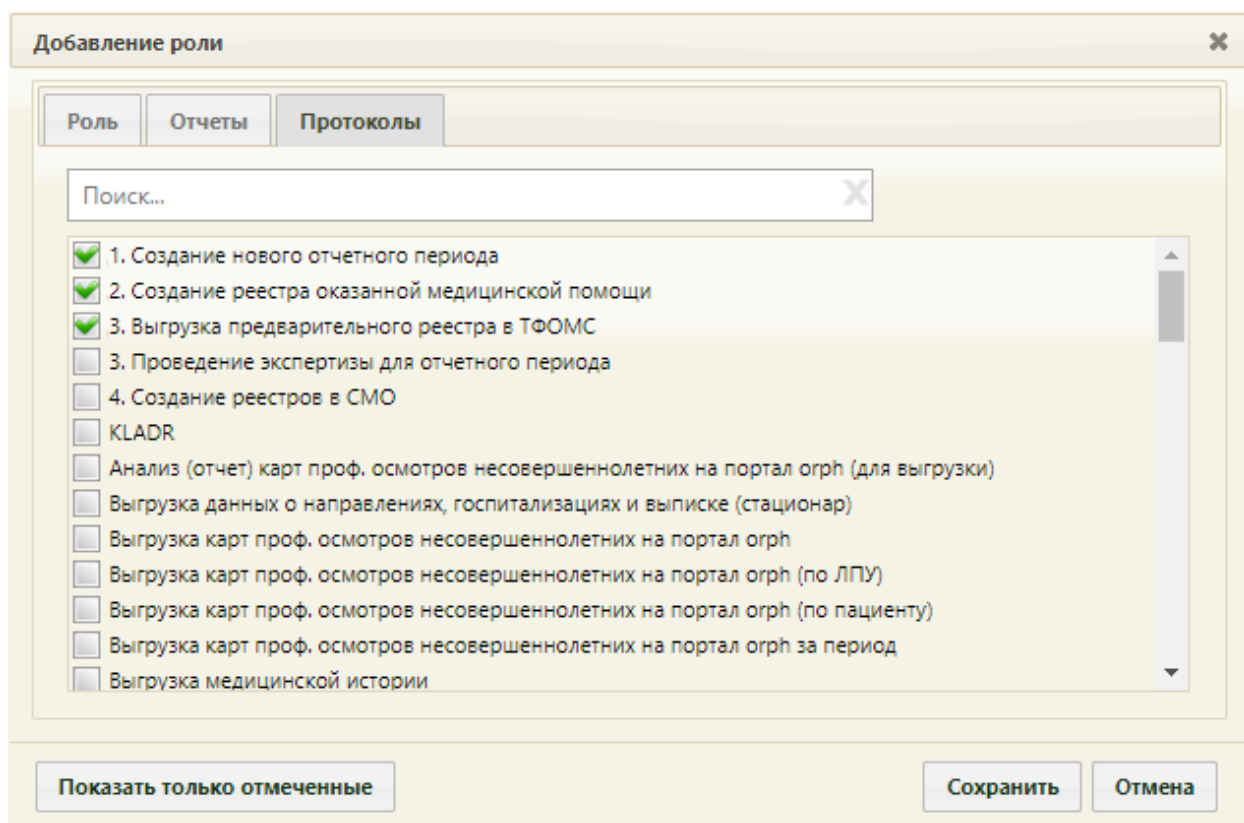 Добавление роли
Роль Отчеты Протоколы
Поиск...
1. Создание нового отчетного периода
2. Создание реестра оказанной медицинской помощи
3. Выгрузка предварительного реестра в ТФОМС
3. Проведение экспертизы для отчетного периода
4. Создание реестров в СМО
KLADR
Анализ (отчет) карт проф. осмотров несовершеннолетних на портал orph (для выгрузки)
Выгрузка данных о направлениях, госпитализациях и выписке (стационар)
Выгрузка карт проф. осмотров несовершеннолетних на портал orph
Выгрузка карт проф. осмотров несовершеннолетних на портал orph (по ЛПУ)
Выгрузка карт проф. осмотров несовершеннолетних на портал orph (по пациенту)
Выгрузка карт проф. осмотров несовершеннолетних на портал orph за период
Выгрузка медицинской истории
Показать только отмеченные Сохранить Отмена